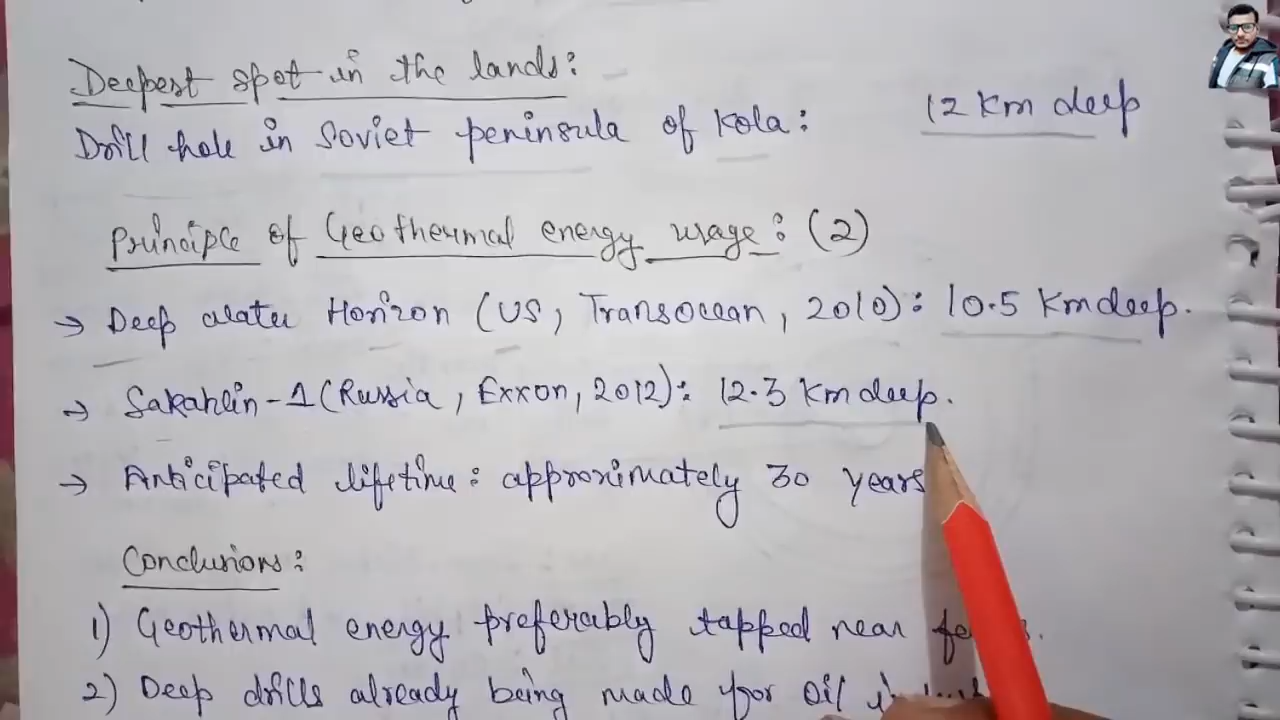 Deepest spot in the lands:
Drill hole in Soviet peninsula of Kola: 12 Km deep
Principle of Geothermal energy usage: (2)
→ Deep water Horizon (US, Transocean, 2010): 10.5 Km deep.
→ Sakahlin-1 (Russia, Exxon, 2012): 12.3 Km deep.
→ Anticipated lifetime: approximately 30 years
Conclusions:
1) Geothermal energy preferably tapped near
2) Deep drills already being made for oil